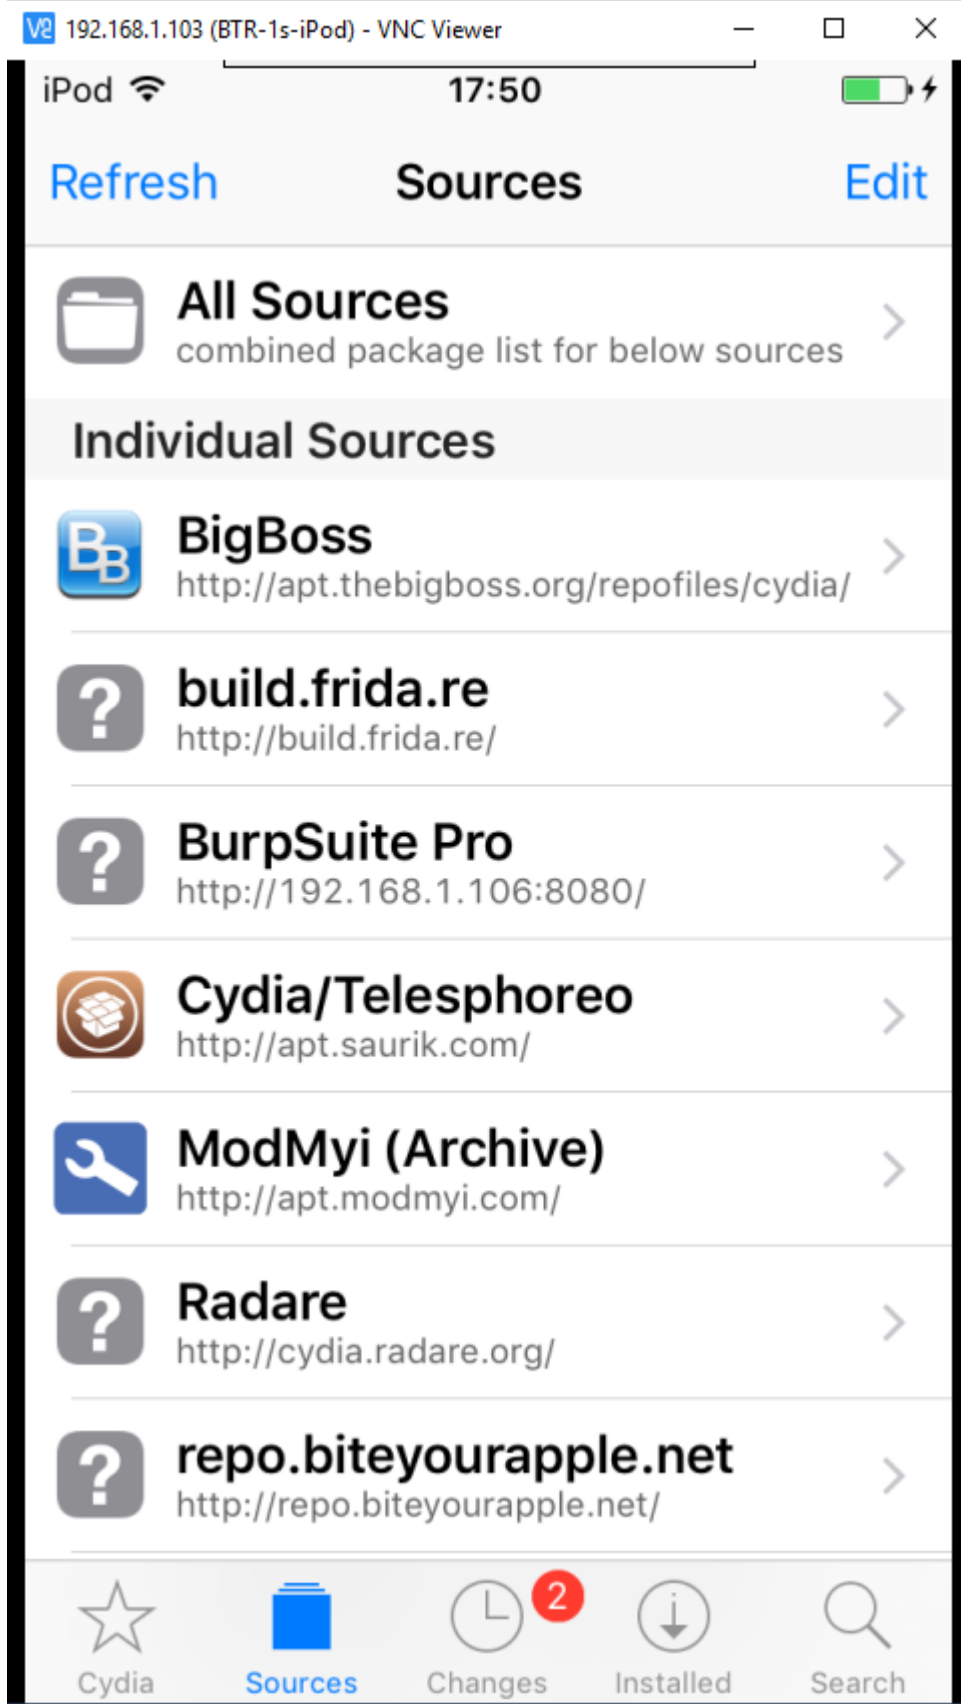 192.168.1.103 (BTR-1s-iPod) - VNC Viewer
iPod 17:50
Refresh Sources Edit
All Sources
combined package list for below sources
Individual Sources
BigBoss
http://apt.thebigboss.org/repofiles/cydia/
build.frida.re
http://build.frida.re/
BurpSuite Pro
http://192.168.1.106:8080/
Cydia/Telesphoreo
http://apt.saurik.com/
ModMyi (Archive)
http://apt.modmyi.com/
Radare
http://cydia.radare.org/
repo.biteyourapple.net
http://repo.biteyourapple.net/
2
Cydia Sources Changes Installed Search